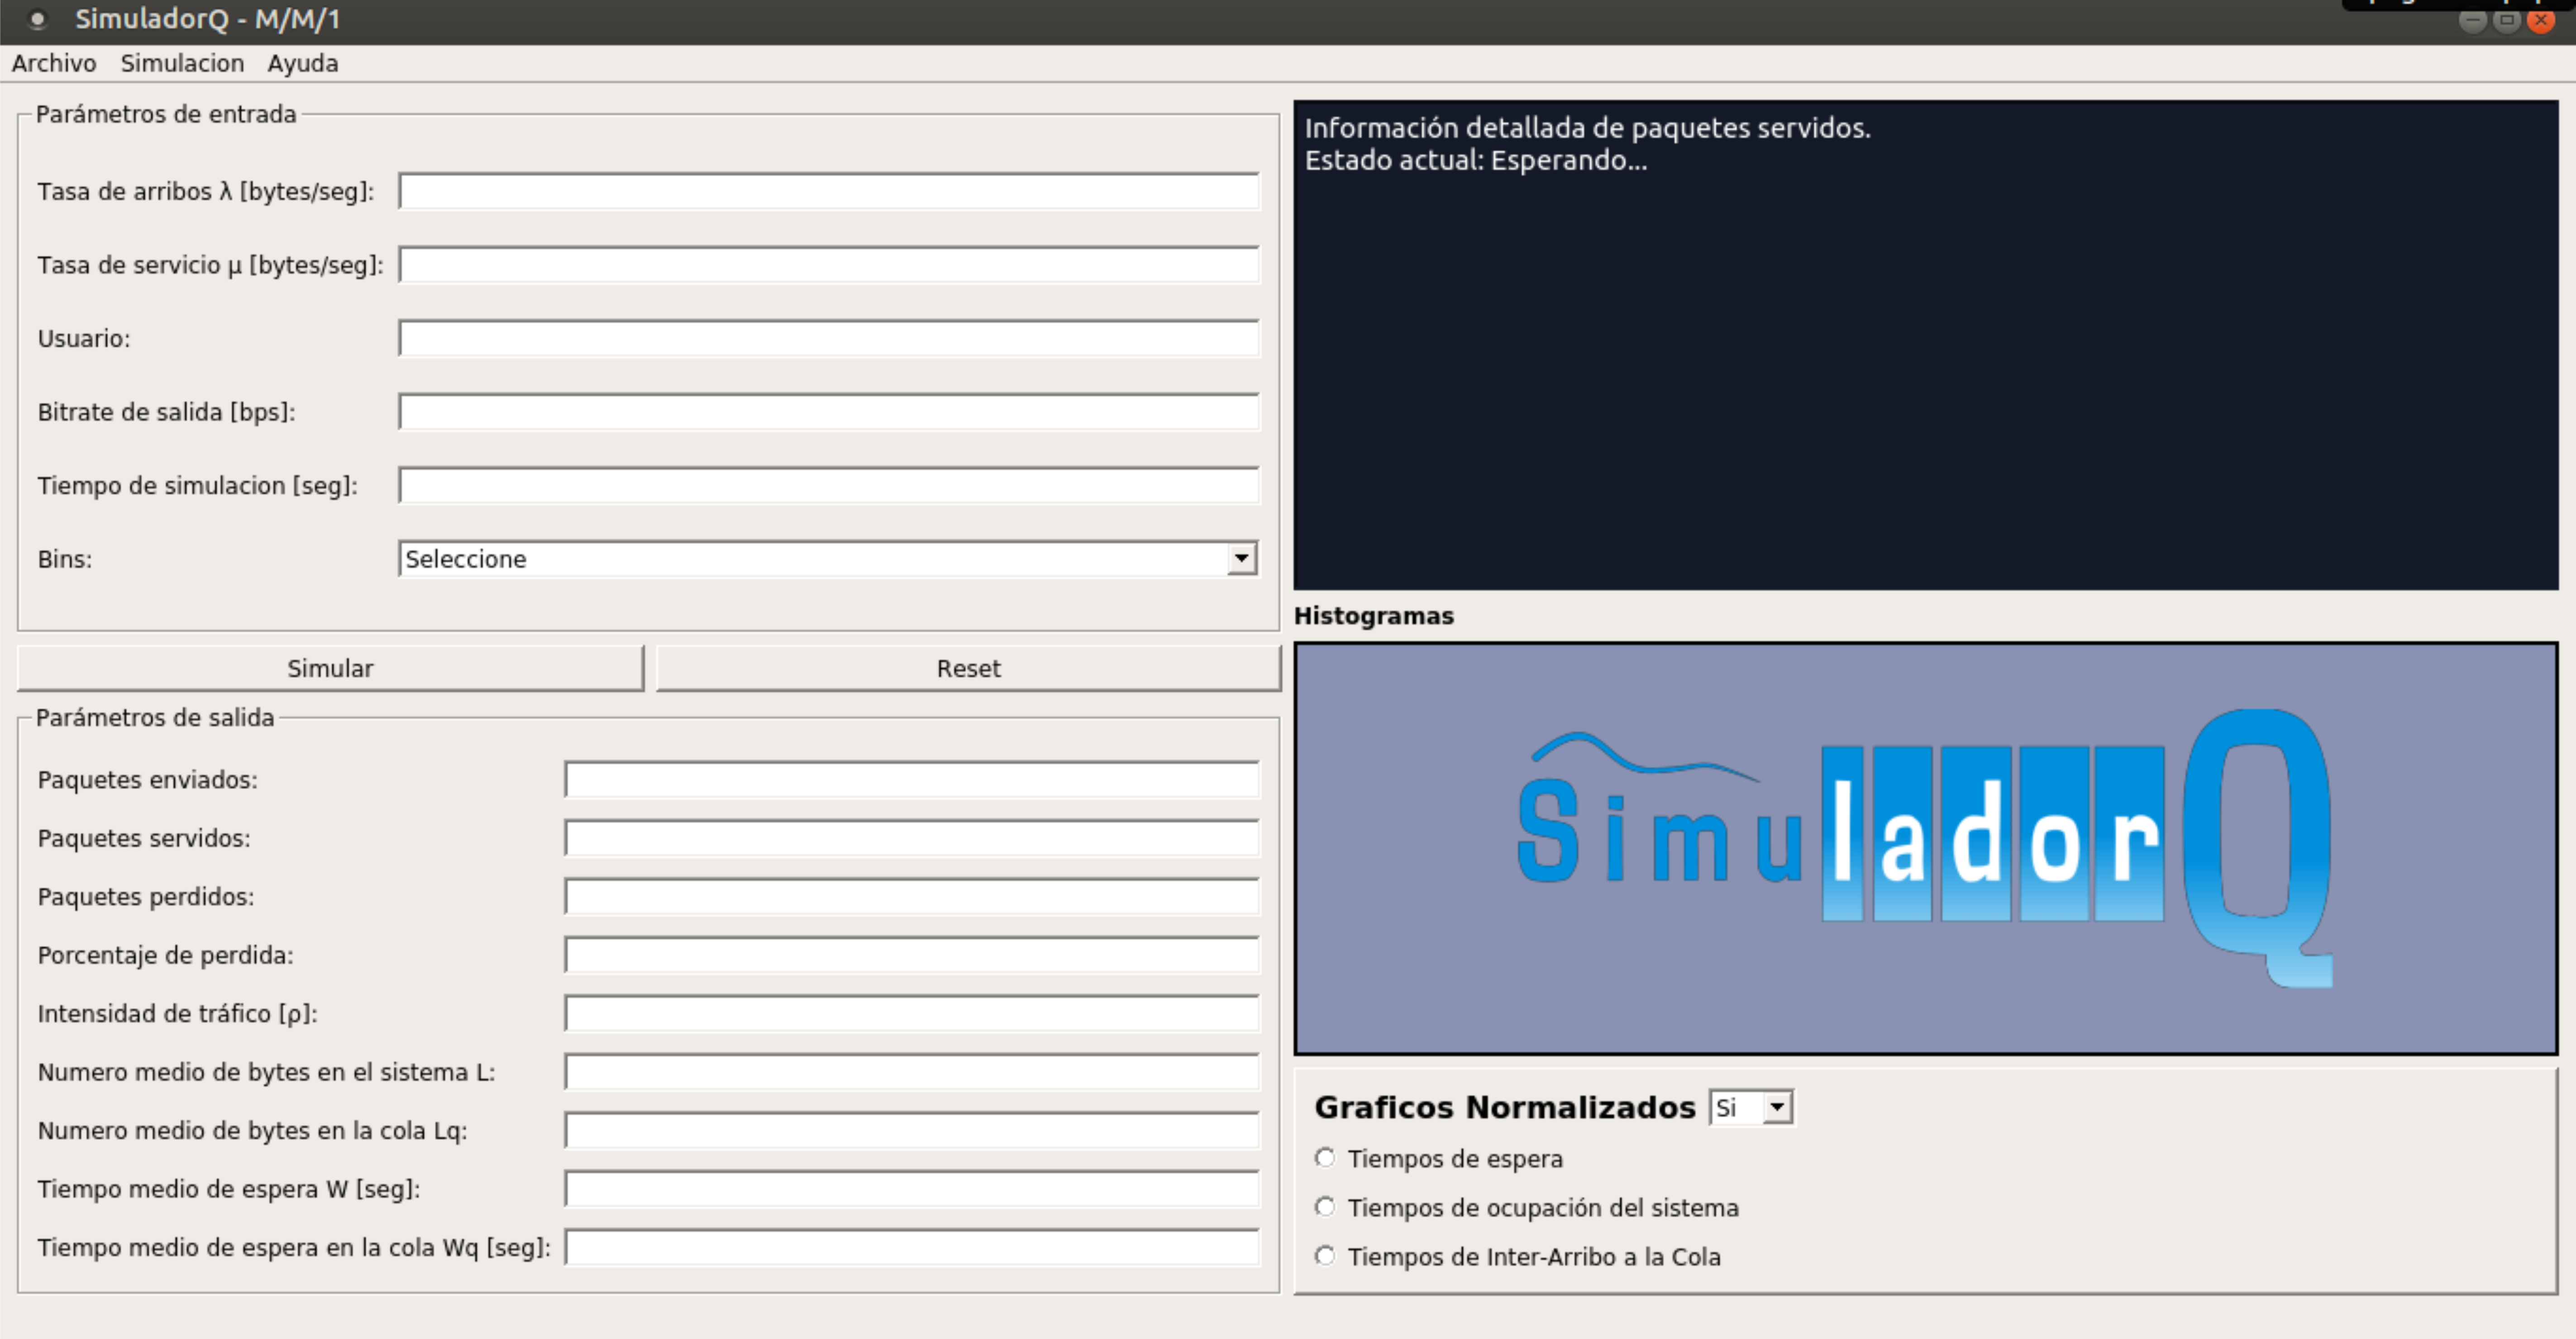 SimuladorQ - M/M/1
Archivo Simulacion Ayuda
Parámetros de entrada
Tasa de arribos λ [bytes/seg]:
Tasa de servicio µ [bytes/seg]:
Usuario:
Bitrate de salida [bps]:
Tiempo de simulacion [seg]:
Bins: Seleccione
Simular Reset
Parámetros de salida
Paquetes enviados:
Paquetes servidos:
Paquetes perdidos:
Porcentaje de perdida:
Intensidad de tráfico [ρ]:
Numero medio de bytes en el sistema L:
Numero medio de bytes en la cola Lq:
Tiempo medio de espera W [seg]:
Tiempo medio de espera en la cola Wq [seg]:
Información detallada de paquetes servidos.
Estado actual: Esperando...
Histogramas
SimuladorQ
Graficos Normalizados Si
Tiempos de espera
Tiempos de ocupación del sistema
Tiempos de Inter-Arribo a la Cola